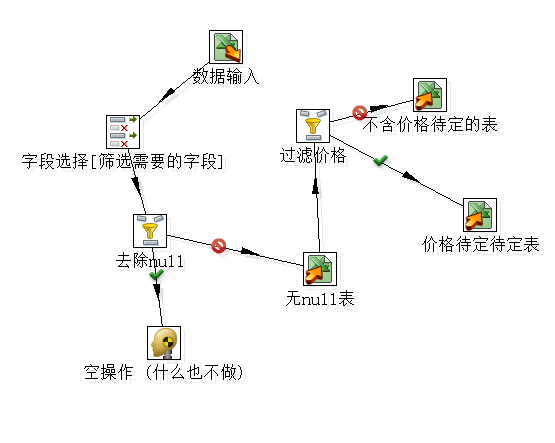 数据输入
不含价格待定的表
字段选择[筛选需要的字段]
过滤价格
价格待定待定表
去除null
无null表
空操作 (什么也不做)